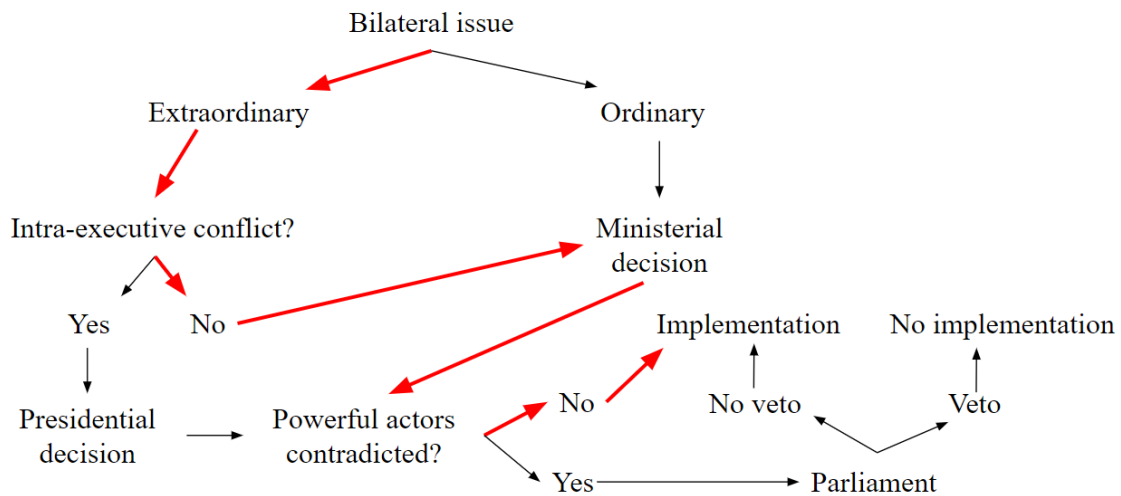 Bilateral issue
Extraordinary
Ordinary
Intra-executive conflict?
Ministerial
decision
Yes
No
Implementation
No implementation
Presidential
decision
Powerful actors
contradicted?
No
No veto
Veto
Yes
Parliament